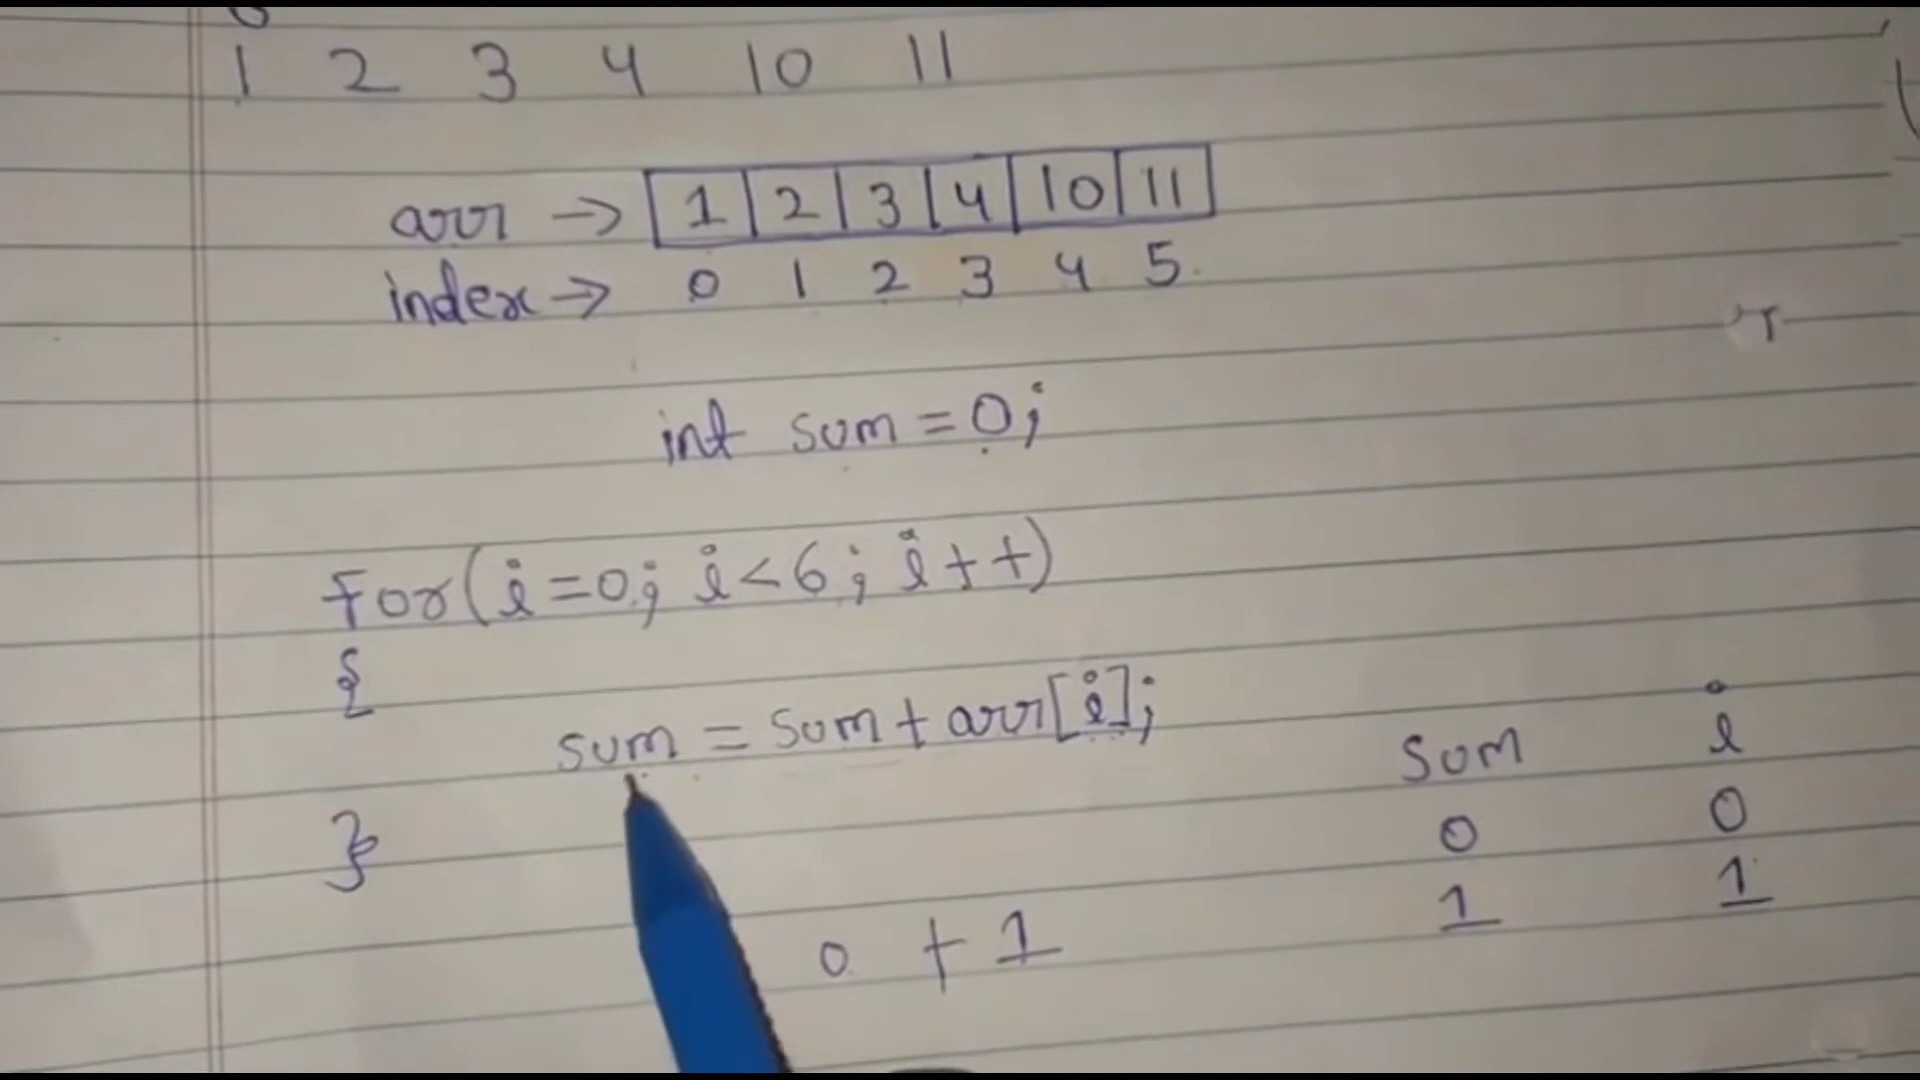 1 2 3 4 10 11
arr → 1 2 3 4 10 11
index → 0 1 2 3 4 5
int sum = 0;
For(i=0; i<6; i++)
{
sum = sum + arr[i];
}
sum i
0 0
1 1
0 + 1